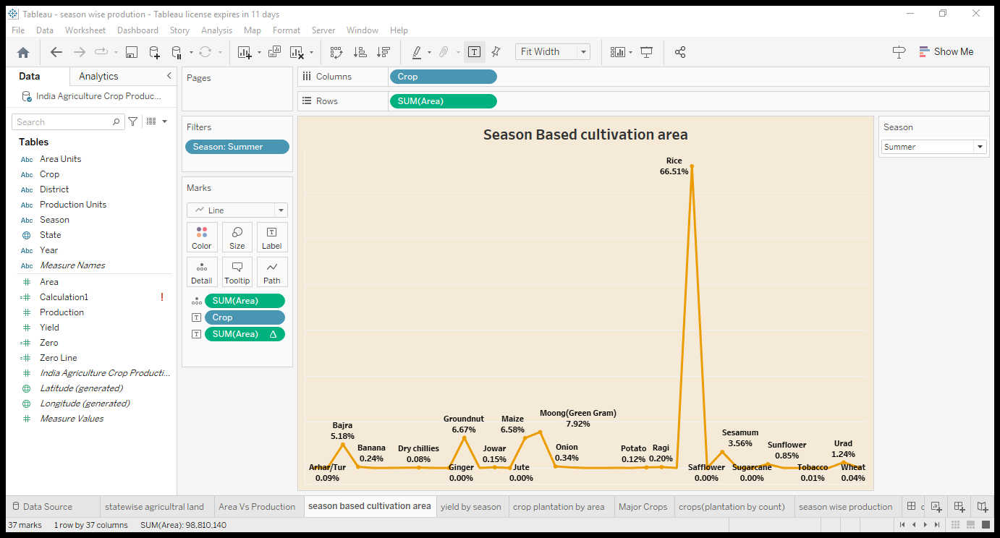 Tableau - season wise prodution - Tableau license expires in 11 days
File Data Worksheet Dashboard Story Analysis Map Format Server Window Help
Fit Width
Show Me
Data Analytics
India Agriculture Crop Produc...
Search
Tables
Abc Area Units
Abc Crop
Abc District
Abc Production Units
Abc Season
State
Abc Year
Abc Measure Names
# Area
=# Calculation1 !
# Production
# Yield
=# Zero
=# Zero Line
# India Agriculture Crop Producti...
Latitude (generated)
Longitude (generated)
# Measure Values
Pages
Filters
Season: Summer
Marks
Line
Color Size Label
Detail Tooltip Path
SUM(Area)
T Crop
T SUM(Area) Δ
Columns Crop
Rows SUM(Area)
Season Based cultivation area
Rice
66.51%
Bajra
5.18%
Banana
0.24%
Arhar/Tur
0.09%
Dry chillies
0.08%
Groundnut
6.67%
Ginger
0.00%
Jowar
0.15%
Maize
6.58%
Jute
0.00%
Moong(Green Gram)
7.92%
Onion
0.34%
Potato
0.12%
Ragi
0.20%
Safflower
0.00%
Sesamum
3.56%
Sugarcane
0.00%
Sunflower
0.85%
Tobacco
0.01%
Urad
1.24%
Wheat
0.04%
Season
Summer
Data Source statewise agricultral land Area Vs Production season based cultivation area yield by season crop plantation by area Major Crops crops(plantation by count) season wise production
37 marks 1 row by 37 columns SUM(Area): 98,810,140